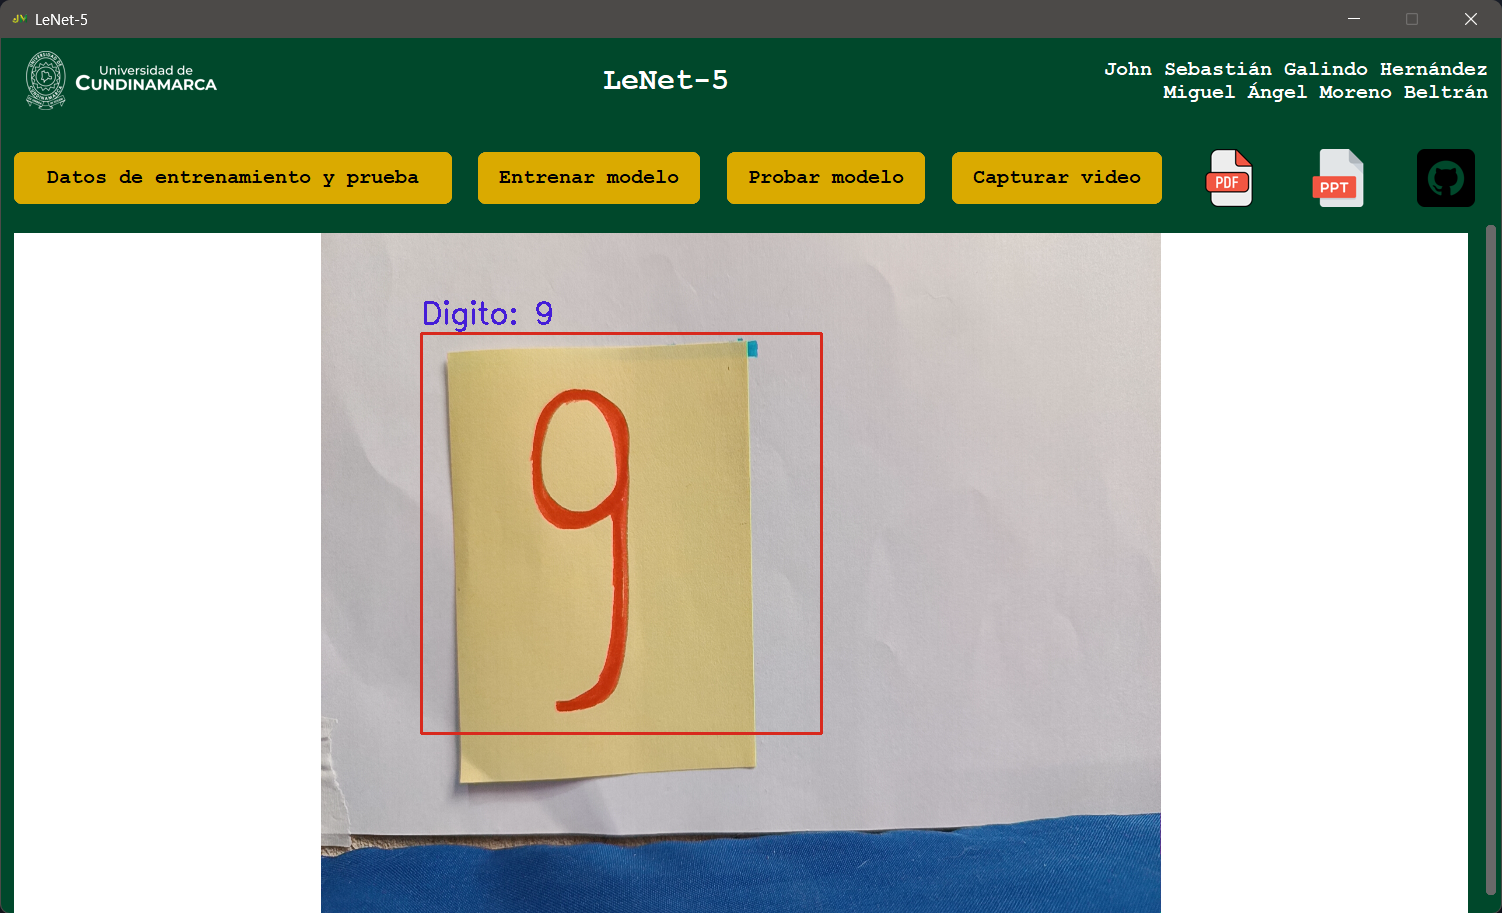 LeNet-5
Universidad de
CUNDINAMARCA
LeNet-5
John Sebastián Galindo Hernández
Miguel Ángel Moreno Beltrán
Datos de entrenamiento y prueba
Entrenar modelo
Probar modelo
Capturar video
PDF
PPT
Digito: 9
9